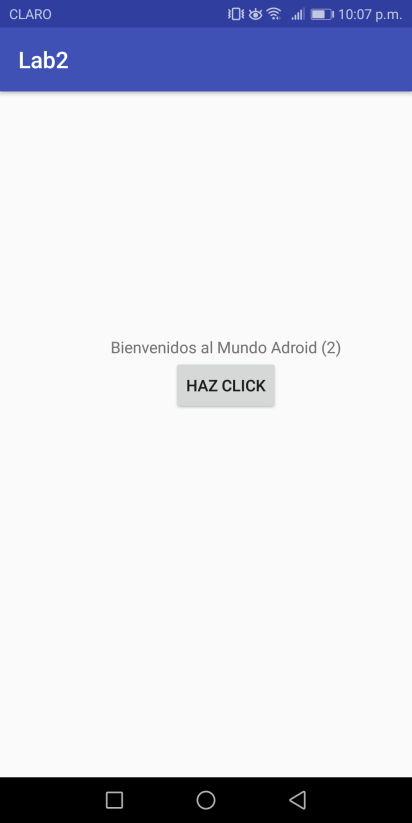 CLARO 10:07 p.m.
Lab2
Bienvenidos al Mundo Adroid (2)
HAZ CLICK